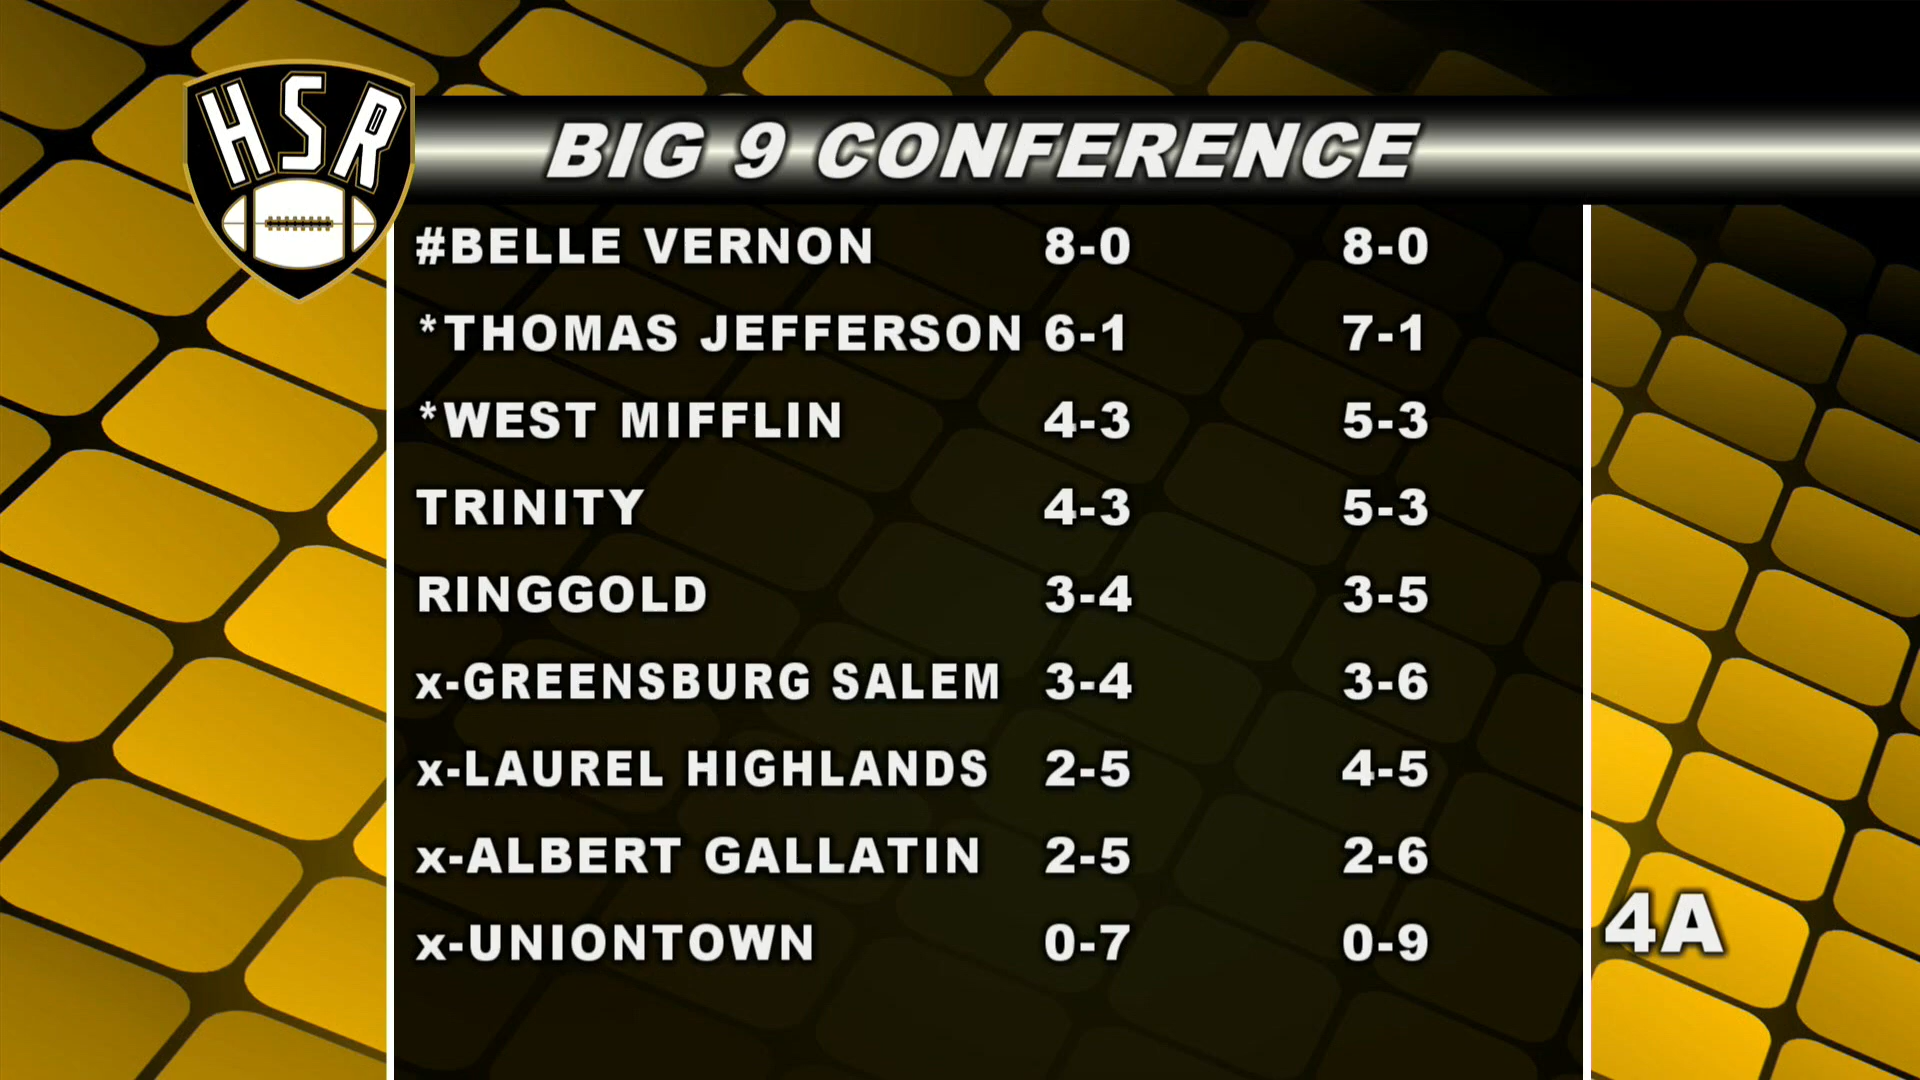 HSR
BIG 9 CONFERENCE
#BELLE VERNON 8-0 8-0
*THOMAS JEFFERSON 6-1 7-1
*WEST MIFFLIN 4-3 5-3
TRINITY 4-3 5-3
RINGGOLD 3-4 3-5
x-GREENSBURG SALEM 3-4 3-6
x-LAUREL HIGHLANDS 2-5 4-5
x-ALBERT GALLATIN 2-5 2-6
x-UNIONTOWN 0-7 0-9
4A